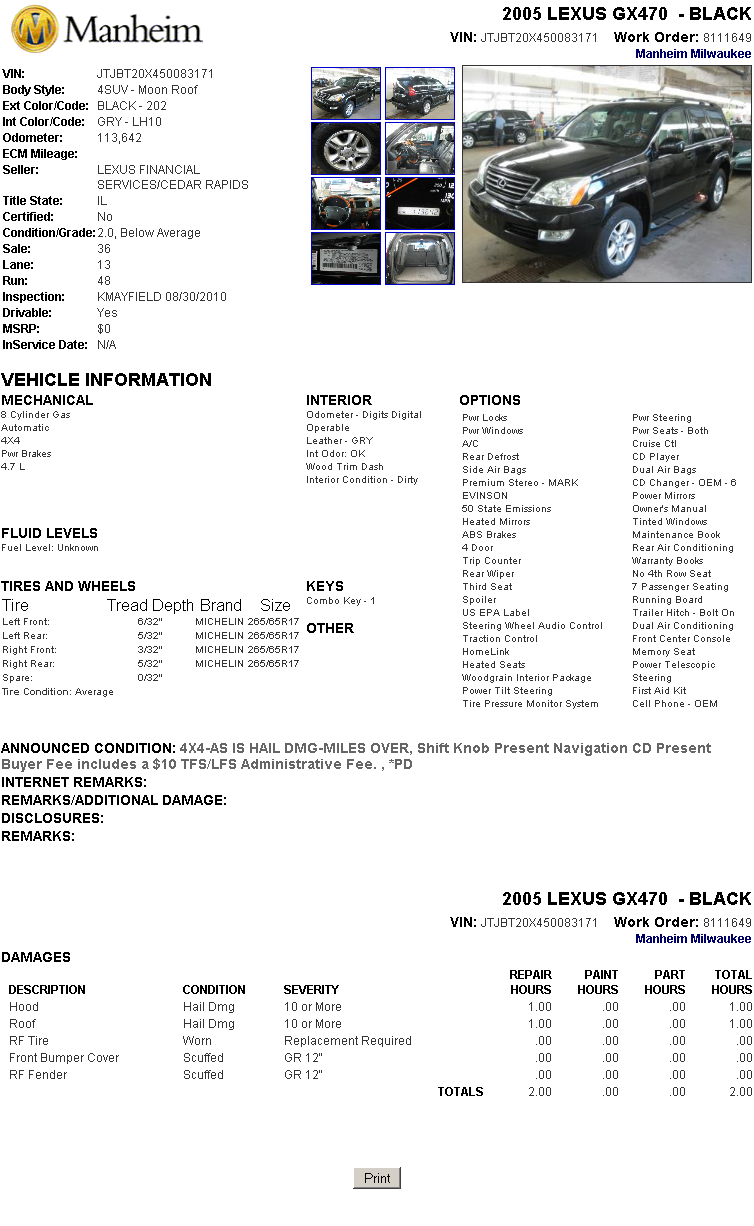 Manheim
2005 LEXUS GX470 - BLACK
VIN: JTJBT20X450083171 Work Order: 8111649
Manheim Milwaukee
VIN: JTJBT20X450083171
Body Style: 4SUV - Moon Roof
Ext Color/Code: BLACK - 202
Int Color/Code: GRY - LH10
Odometer: 113,642
ECM Mileage:
Seller: LEXUS FINANCIAL
SERVICES/CEDAR RAPIDS
Title State: IL
Certified: No
Condition/Grade: 2.0, Below Average
Sale: 36
Lane: 13
Run: 48
Inspection: KMAYFIELD 08/30/2010
Drivable: Yes
MSRP: $0
InService Date: N/A
VEHICLE INFORMATION
MECHANICAL
8 Cylinder Gas
Automatic
4X4
Pwr Brakes
4.7 L
INTERIOR
Odometer - Digits Digital
Operable
Leather - GRY
Int Odor: OK
Wood Trim Dash
Interior Condition - Dirty
OPTIONS
Pwr Locks
Pwr Windows
A/C
Rear Defrost
Side Air Bags
Premium Stereo - MARK
EVINSON
50 State Emissions
Heated Mirrors
ABS Brakes
4 Door
Trip Counter
Rear Wiper
Third Seat
Spoiler
US EPA Label
Steering Wheel Audio Control
Traction Control
HomeLink
Heated Seats
Woodgrain Interior Package
Power Tilt Steering
Tire Pressure Monitor System
Pwr Steering
Pwr Seats - Both
Cruise Ctl
CD Player
Dual Air Bags
CD Changer - OEM - 6
Power Mirrors
Owner's Manual
Tinted Windows
Maintenance Book
Rear Air Conditioning
Warranty Books
No 4th Row Seat
7 Passenger Seating
Running Board
Trailer Hitch - Bolt On
Dual Air Conditioning
Front Center Console
Memory Seat
Power Telescopic
Steering
First Aid Kit
Cell Phone - OEM
FLUID LEVELS
Fuel Level: Unknown
TIRES AND WHEELS
Tire Tread Depth Brand Size
Left Front: 6/32" MICHELIN 265/65R17
Left Rear: 5/32" MICHELIN 265/65R17
Right Front: 3/32" MICHELIN 265/65R17
Right Rear: 5/32" MICHELIN 265/65R17
Spare: 0/32"
Tire Condition: Average
KEYS
Combo Key - 1
OTHER
ANNOUNCED CONDITION: 4X4-AS IS HAIL DMG-MILES OVER, Shift Knob Present Navigation CD Present
Buyer Fee includes a $10 TFS/LFS Administrative Fee. , *PD
INTERNET REMARKS:
REMARKS/ADDITIONAL DAMAGE:
DISCLOSURES:
REMARKS:
2005 LEXUS GX470 - BLACK
VIN: JTJBT20X450083171 Work Order: 8111649
Manheim Milwaukee
DAMAGES
DESCRIPTION CONDITION SEVERITY REPAIR HOURS PAINT HOURS PART HOURS TOTAL HOURS
Hood Hail Dmg 10 or More 1.00 .00 .00 1.00
Roof Hail Dmg 10 or More 1.00 .00 .00 1.00
RF Tire Worn Replacement Required .00 .00 .00 .00
Front Bumper Cover Scuffed GR 12" .00 .00 .00 .00
RF Fender Scuffed GR 12" .00 .00 .00 .00
TOTALS 2.00 .00 .00 2.00
Print